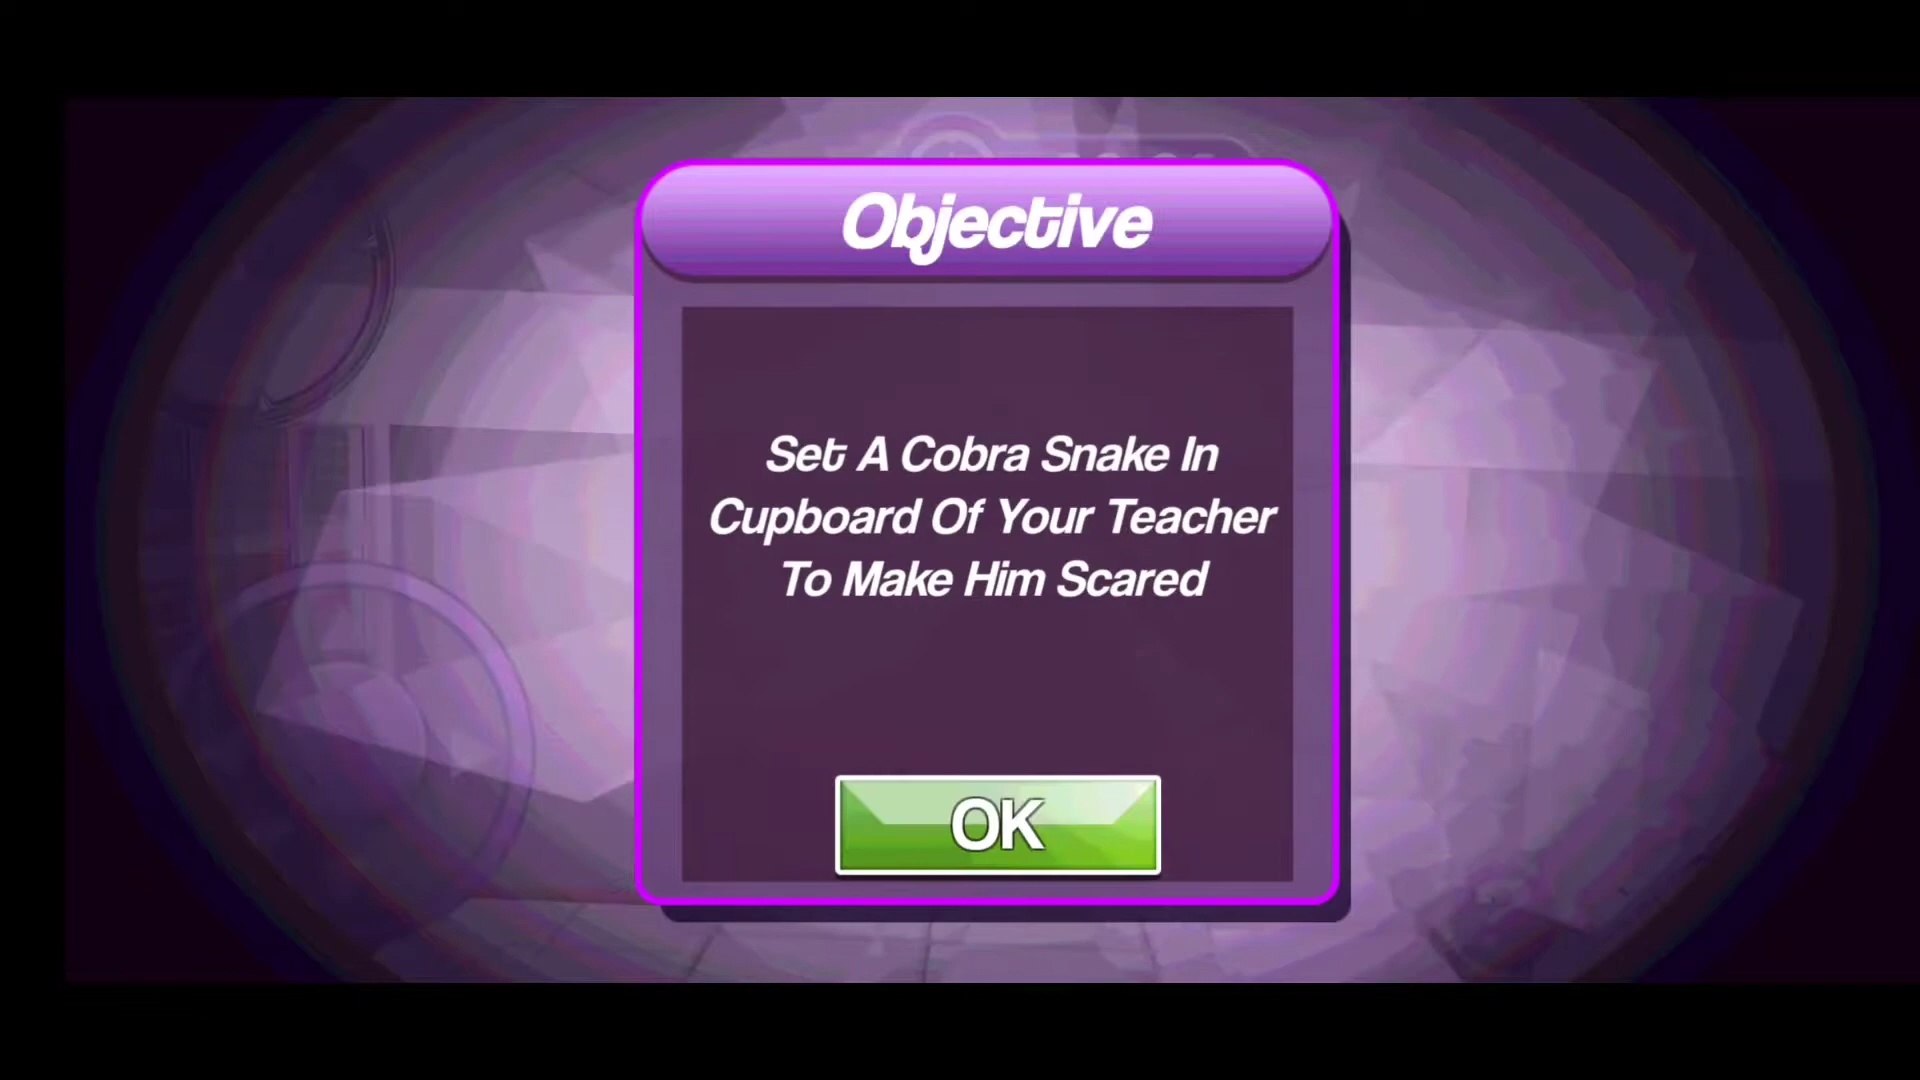 Objective
Set A Cobra Snake In
Cupboard Of Your Teacher
To Make Him Scared
OK